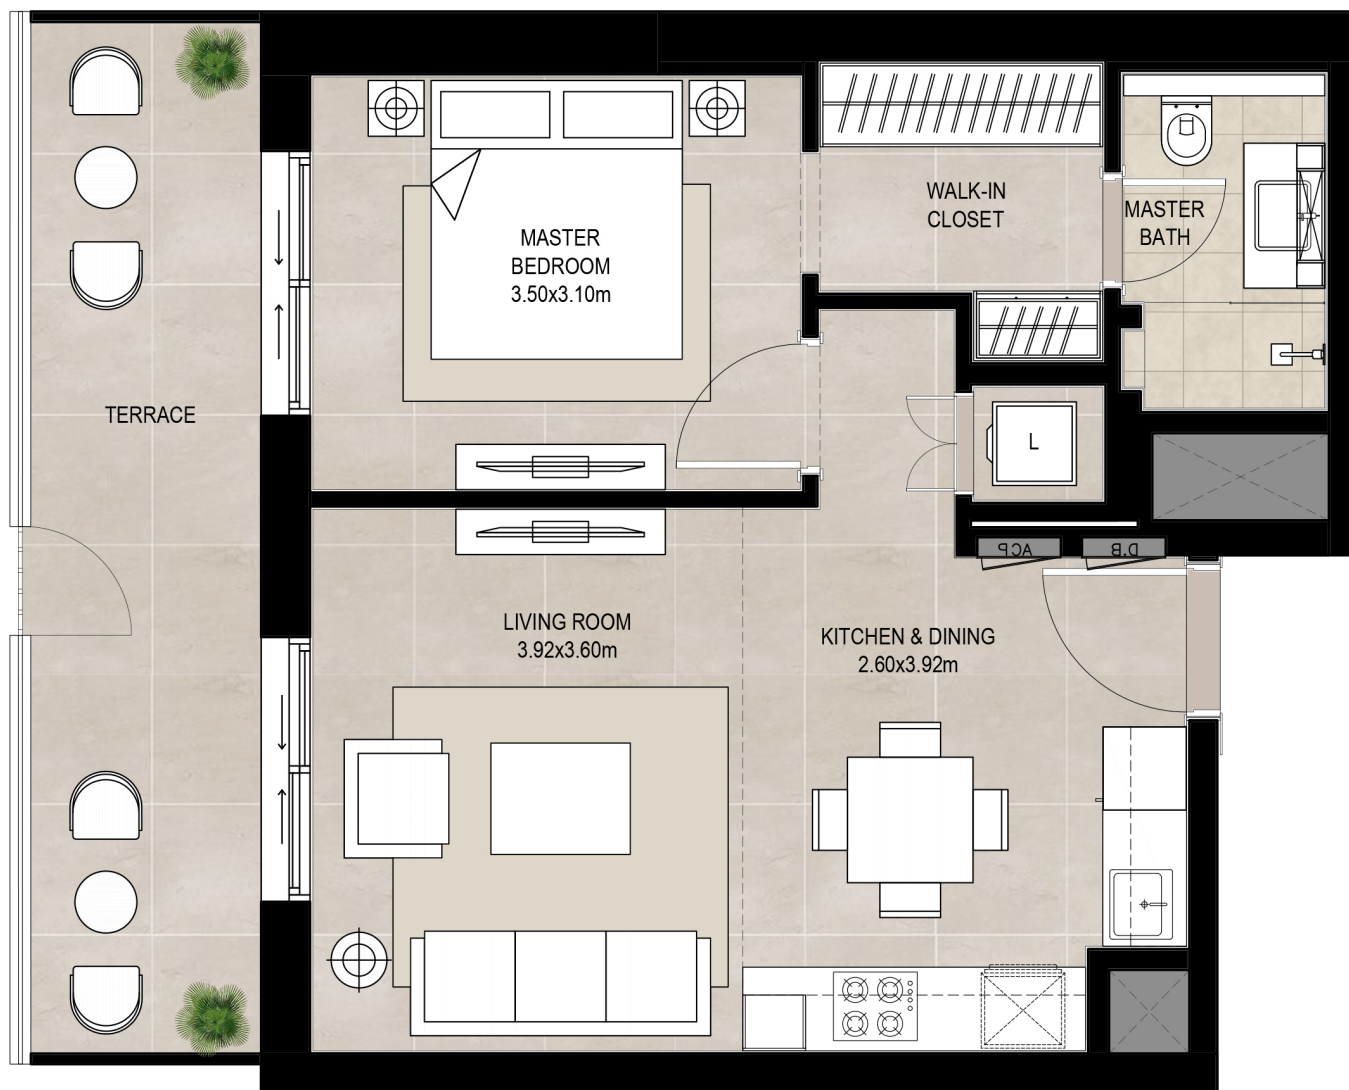 WALK-IN
CLOSET
MASTER
BATH
MASTER
BEDROOM
3.50x3.10m
TERRACE
L
ACP
D.B
LIVING ROOM
3.92x3.60m
KITCHEN & DINING
2.60x3.92m